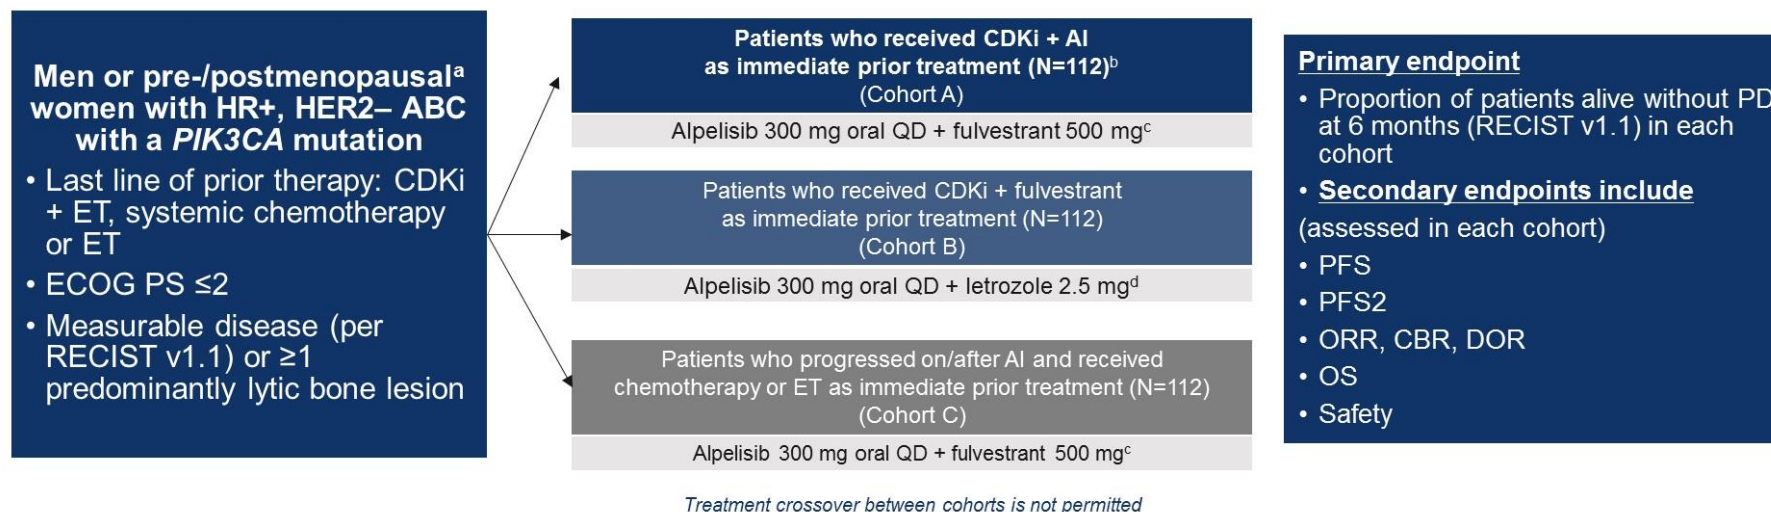 Men or pre-/postmenopausalᵃ
women with HR+, HER2– ABC
with a PIK3CA mutation
• Last line of prior therapy: CDKi
+ ET, systemic chemotherapy
or ET
• ECOG PS ≤2
• Measurable disease (per
RECIST v1.1) or ≥1
predominantly lytic bone lesion
Patients who received CDKi + AI
as immediate prior treatment (N=112)ᵇ
(Cohort A)
Alpelisib 300 mg oral QD + fulvestrant 500 mgᶜ
Patients who received CDKi + fulvestrant
as immediate prior treatment (N=112)
(Cohort B)
Alpelisib 300 mg oral QD + letrozole 2.5 mgᵈ
Patients who progressed on/after AI and received
chemotherapy or ET as immediate prior treatment (N=112)
(Cohort C)
Alpelisib 300 mg oral QD + fulvestrant 500 mgᶜ
Treatment crossover between cohorts is not permitted
Primary endpoint
• Proportion of patients alive without PD
at 6 months (RECIST v1.1) in each
cohort
• Secondary endpoints include
(assessed in each cohort)
• PFS
• PFS2
• ORR, CBR, DOR
• OS
• Safety